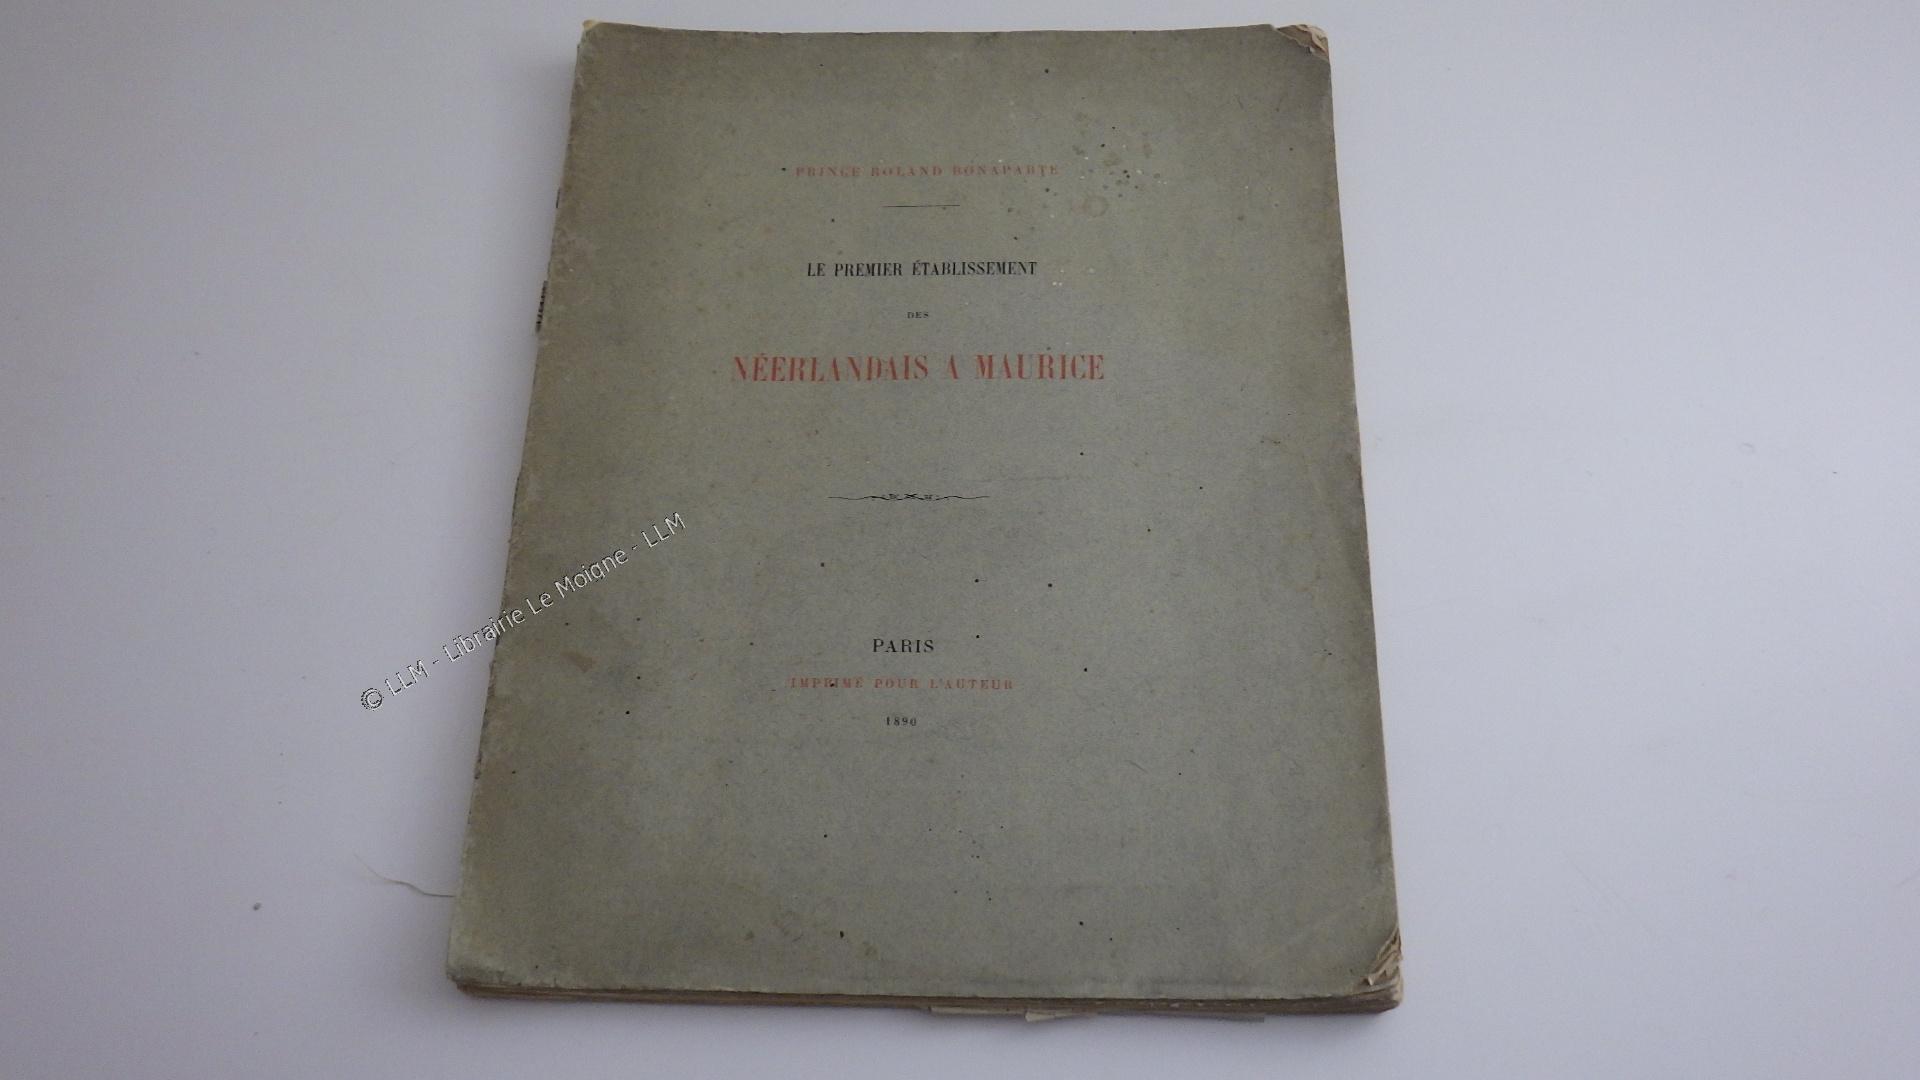 PRINCE ROLAND BONAPARTE
LE PREMIER ÉTABLISSEMENT
DES
NÉERLANDAIS A MAURICE
PARIS
IMPRIMÉ POUR L'AUTEUR
1890
© LLM - Librairie Le Moigne - LLM